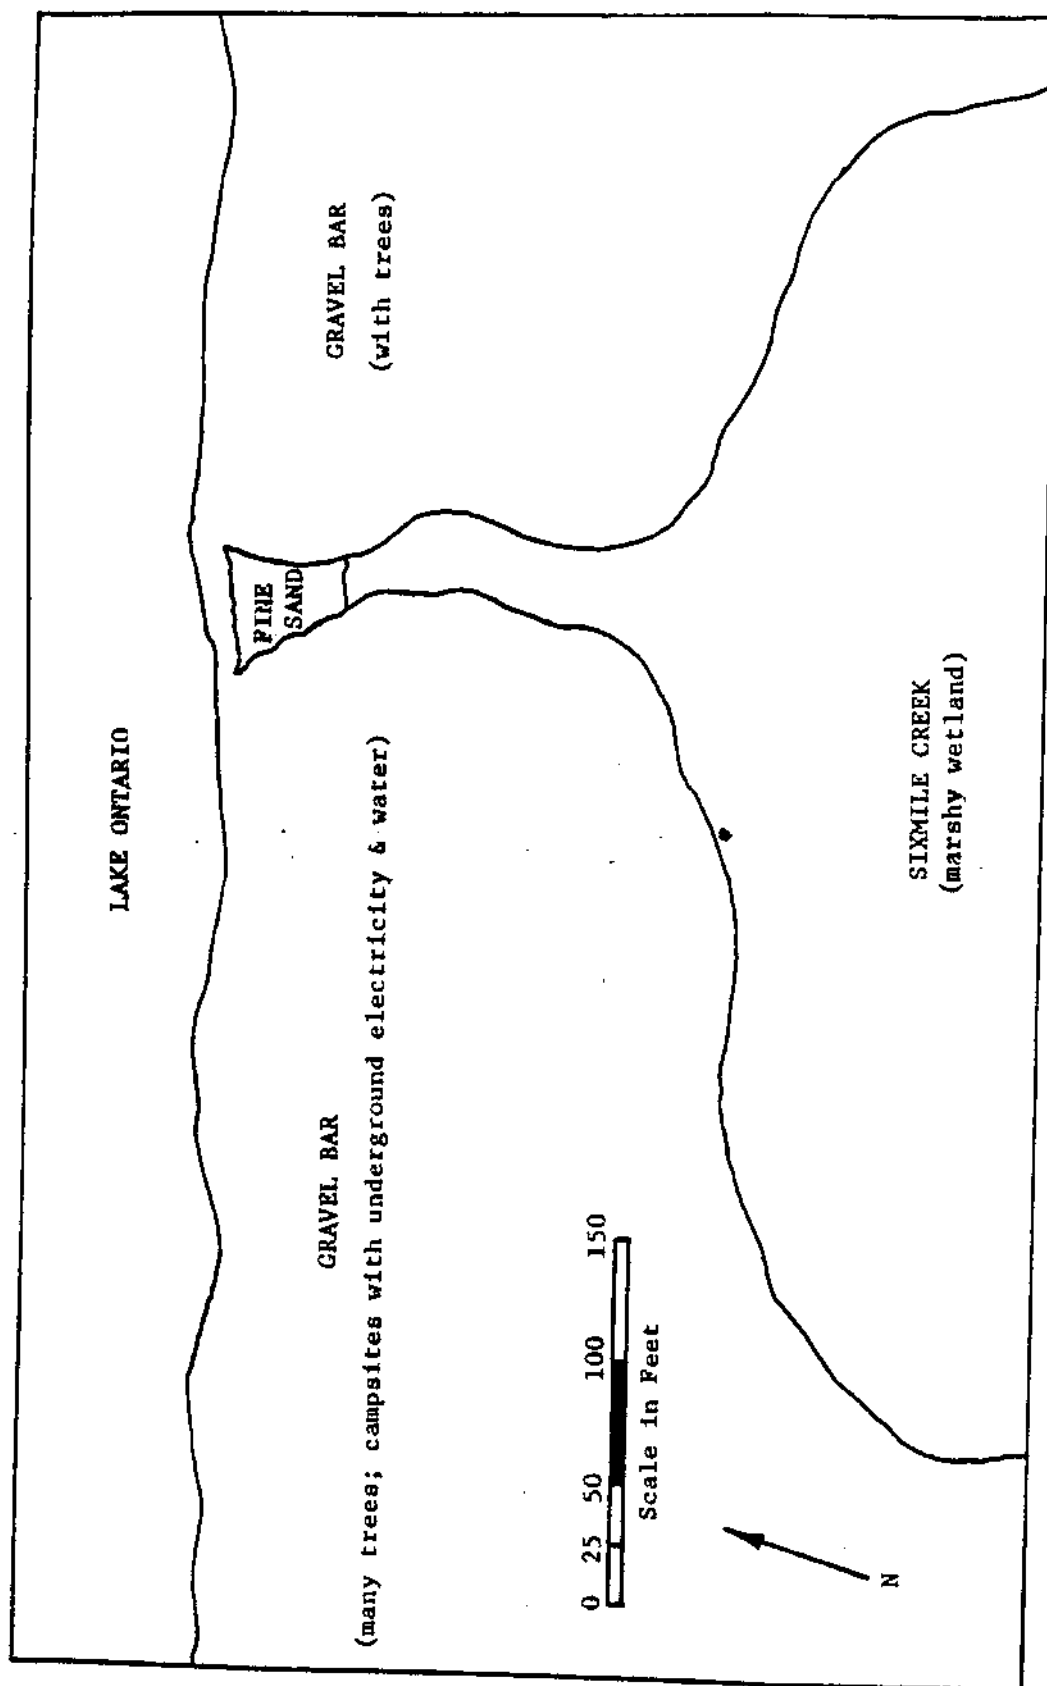 LAKE ONTARIO
FINE
SAND
GRAVEL BAR
(with trees)
GRAVEL BAR
(many trees; campsites with underground electricity & water)
0 25 50 100 150
Scale in Feet
N
SIXMILE CREEK
(marshy wetland)